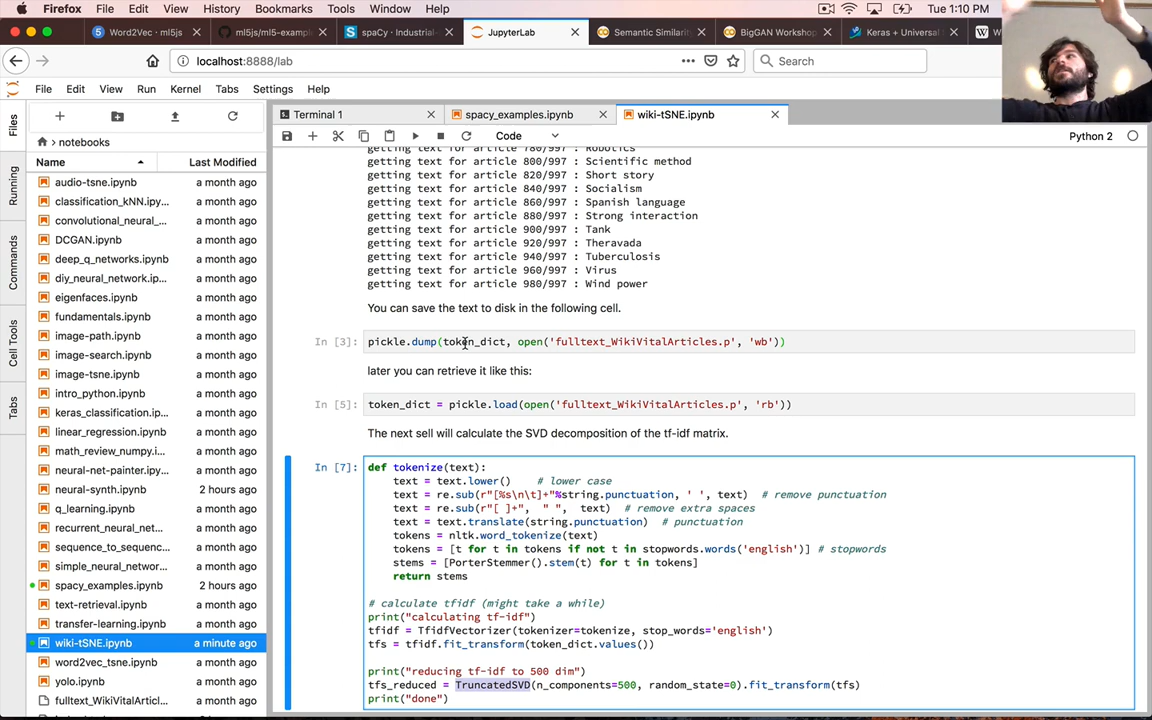 Firefox File Edit View History Bookmarks Tools Window Help Tue 1:10 PM
Word2Vec - ml5js ml5js/ml5-example spaCy · Industrial- JupyterLab Semantic Similarity BigGAN Workshop Keras + Universal
localhost:8888/lab Search
File Edit View Run Kernel Tabs Settings Help
Terminal 1 spacy_examples.ipynb wiki-tSNE.ipynb
Code Python 2
Files
Running
Commands
Cell Tools
Tabs
notebooks
Name Last Modified
audio-tsne.ipynb a month ago
classification_kNN.ipy... a month ago
convolutional_neural_... a month ago
DCGAN.ipynb a month ago
deep_q_networks.ipynb a month ago
diy_neural_network.ip... a month ago
eigenfaces.ipynb a month ago
fundamentals.ipynb a month ago
image-path.ipynb a month ago
image-search.ipynb a month ago
image-tsne.ipynb a month ago
intro_python.ipynb a month ago
keras_classification.ip... a month ago
linear_regression.ipynb a month ago
math_review_numpy.i... a month ago
neural-net-painter.ipynb a month ago
neural-synth.ipynb 2 hours ago
q_learning.ipynb a month ago
recurrent_neural_net... a month ago
sequence_to_sequenc... a month ago
simple_neural_networ... a month ago
spacy_examples.ipynb 2 hours ago
text-retrieval.ipynb a month ago
transfer-learning.ipynb a month ago
wiki-tSNE.ipynb a minute ago
word2vec_tsne.ipynb a month ago
yolo.ipynb a month ago
fulltext_WikiVitalArticl... a month ago
getting text for article 780/997 : Robotics
getting text for article 800/997 : Scientific method
getting text for article 820/997 : Short story
getting text for article 840/997 : Socialism
getting text for article 860/997 : Spanish language
getting text for article 880/997 : Strong interaction
getting text for article 900/997 : Tank
getting text for article 920/997 : Theravada
getting text for article 940/997 : Tuberculosis
getting text for article 960/997 : Virus
getting text for article 980/997 : Wind power
You can save the text to disk in the following cell.
In [3]: pickle.dump(token_dict, open('fulltext_WikiVitalArticles.p', 'wb'))
later you can retrieve it like this:
In [5]: token_dict = pickle.load(open('fulltext_WikiVitalArticles.p', 'rb'))
The next sell will calculate the SVD decomposition of the tf-idf matrix.
In [7]: def tokenize(text):
text = text.lower() # lower case
text = re.sub(r"[%s\n\t]+"%string.punctuation, ' ', text) # remove punctuation
text = re.sub(r"[ ]+", " ", text) # remove extra spaces
text = text.translate(string.punctuation) # punctuation
tokens = nltk.word_tokenize(text)
tokens = [t for t in tokens if not t in stopwords.words('english')] # stopwords
stems = [PorterStemmer().stem(t) for t in tokens]
return stems
# calculate tfidf (might take a while)
print("calculating tf-idf")
tfidf = TfidfVectorizer(tokenizer=tokenize, stop_words='english')
tfs = tfidf.fit_transform(token_dict.values())
print("reducing tf-idf to 500 dim")
tfs_reduced = TruncatedSVD(n_components=500, random_state=0).fit_transform(tfs)
print("done")